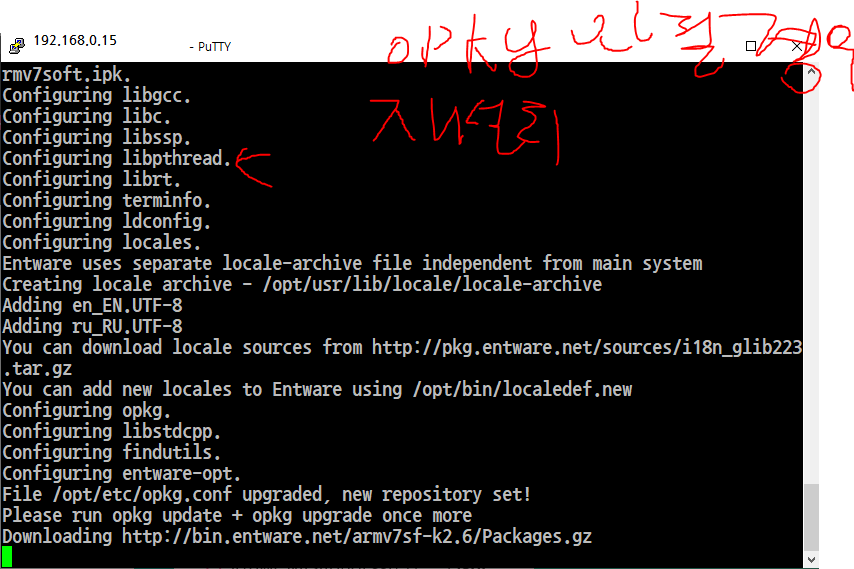 192.168.0.15 - PuTTY
opkg 안될경우
재설치
rmv7soft.ipk.
Configuring libgcc.
Configuring libc.
Configuring libssp.
Configuring libpthread.
Configuring librt.
Configuring terminfo.
Configuring ldconfig.
Configuring locales.
Entware uses separate locale-archive file independent from main system
Creating locale archive - /opt/usr/lib/locale/locale-archive
Adding en_EN.UTF-8
Adding ru_RU.UTF-8
You can download locale sources from http://pkg.entware.net/sources/i18n_glib223
.tar.gz
You can add new locales to Entware using /opt/bin/localedef.new
Configuring opkg.
Configuring libstdcpp.
Configuring findutils.
Configuring entware-opt.
File /opt/etc/opkg.conf upgraded, new repository set!
Please run opkg update + opkg upgrade once more
Downloading http://bin.entware.net/armv7sf-k2.6/Packages.gz